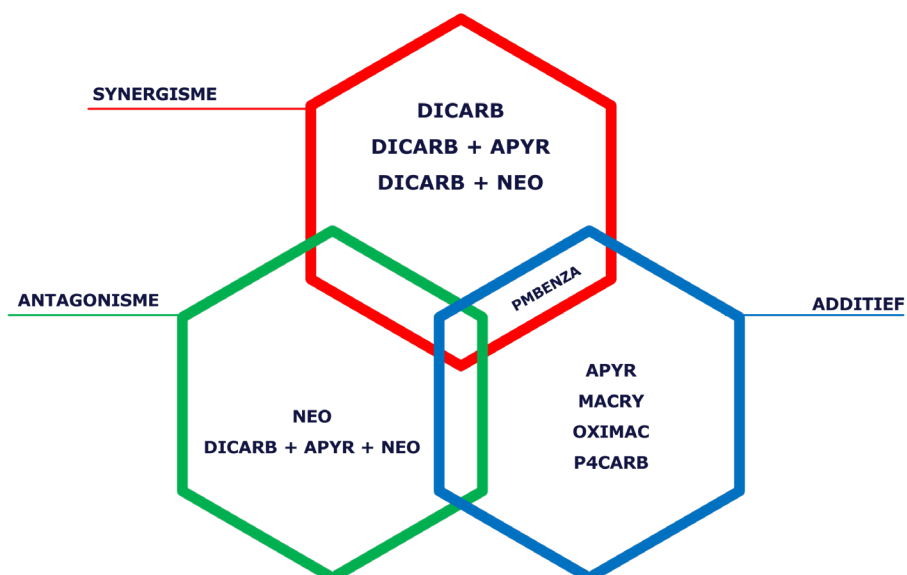 SYNERGISME
DICARB
DICARB + APYR
DICARB + NEO
ANTAGONISME
PMBENZA
ADDITIEF
NEO
DICARB + APYR + NEO
APYR
MACRY
OXIMAC
P4CARB